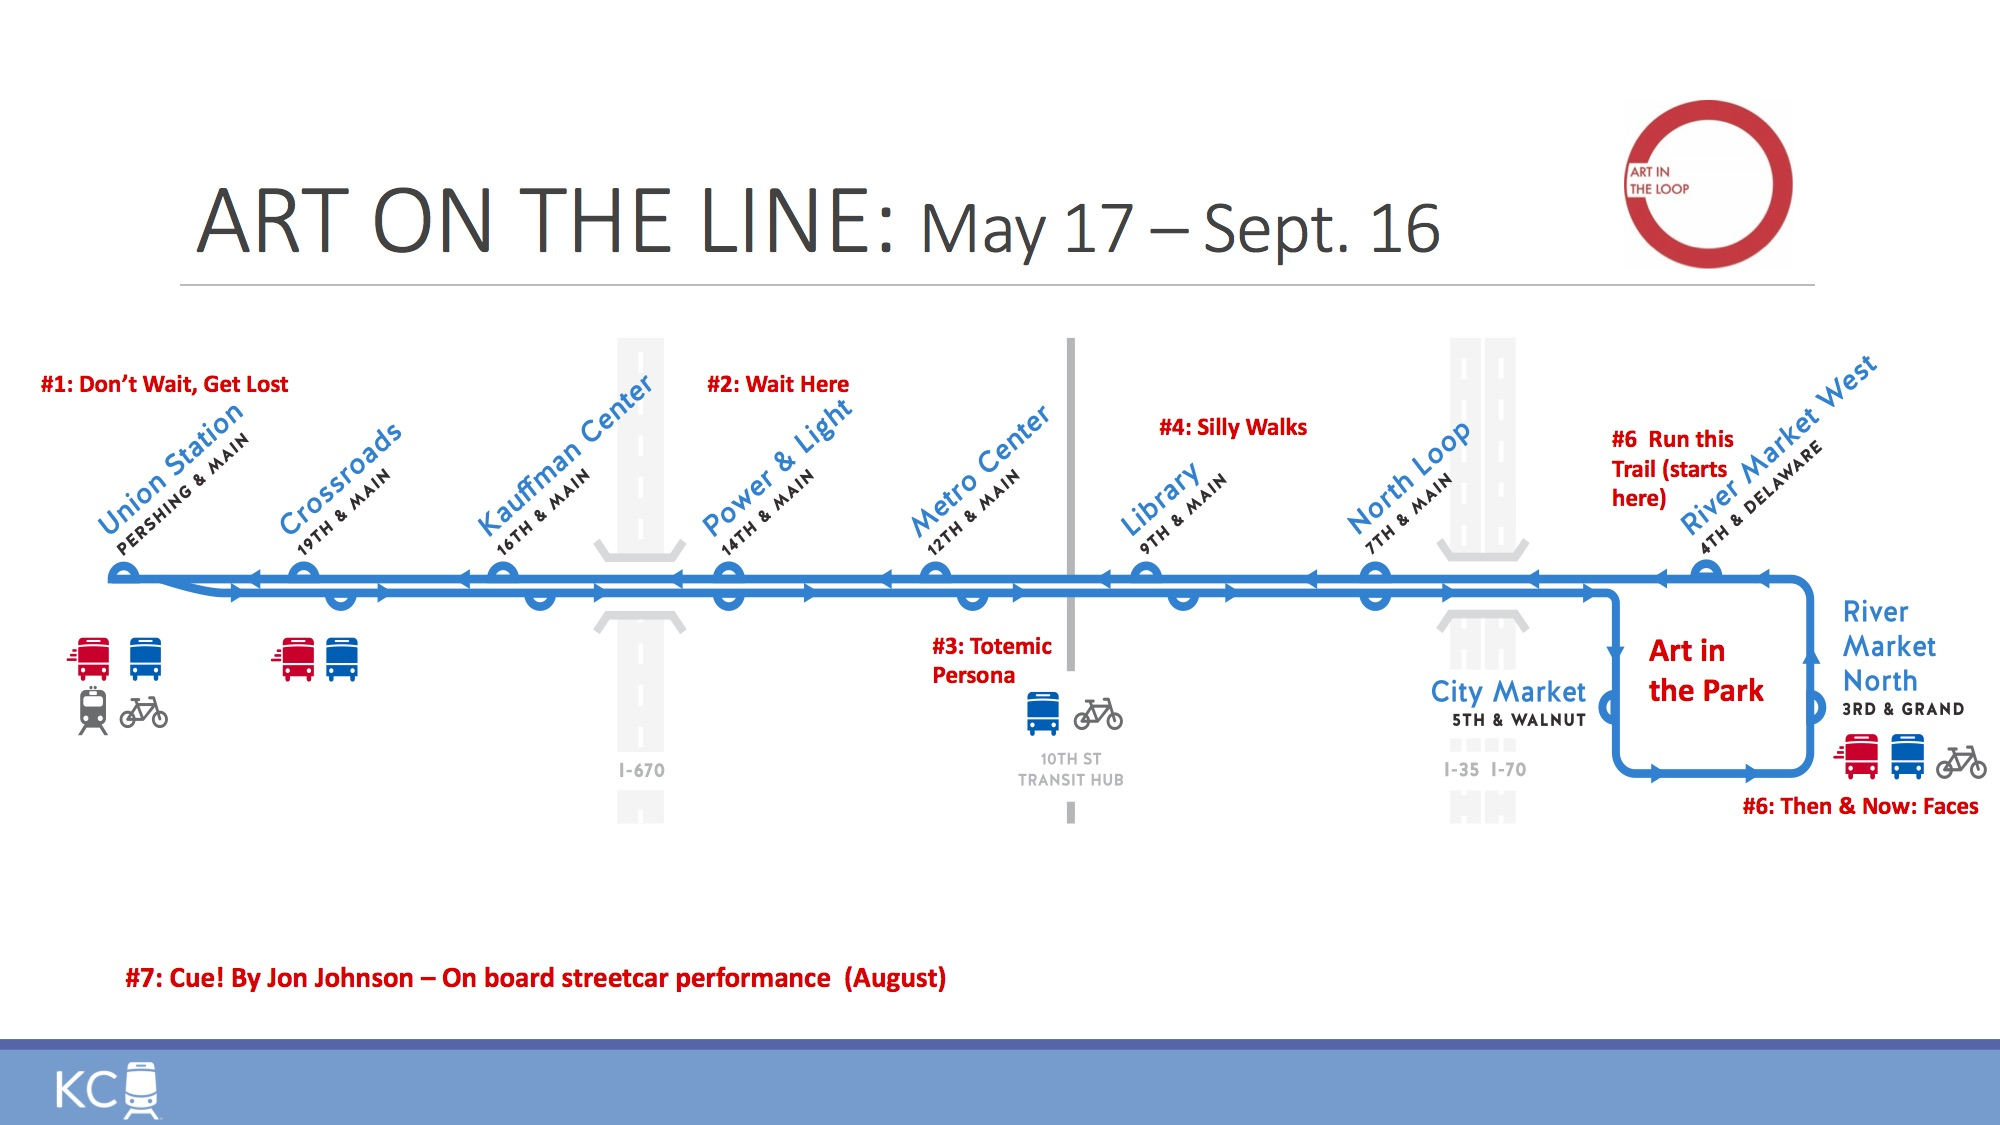 ART IN
THE LOOP
ART ON THE LINE: May 17 – Sept. 16
#1: Don't Wait, Get Lost
#2: Wait Here
#4: Silly Walks
#6 Run this
Trail (starts
here)
Union Station
PERSHING & MAIN
Crossroads
19TH & MAIN
Kauffman Center
16TH & MAIN
Power & Light
14TH & MAIN
Metro Center
12TH & MAIN
Library
9TH & MAIN
North Loop
7TH & MAIN
River Market West
4TH & DELAWARE
#3: Totemic
Persona
10TH ST
TRANSIT HUB
I-670
I-35 I-70
City Market
5TH & WALNUT
Art in
the Park
River
Market
North
3RD & GRAND
#6: Then & Now: Faces
#7: Cue! By Jon Johnson – On board streetcar performance (August)
KC